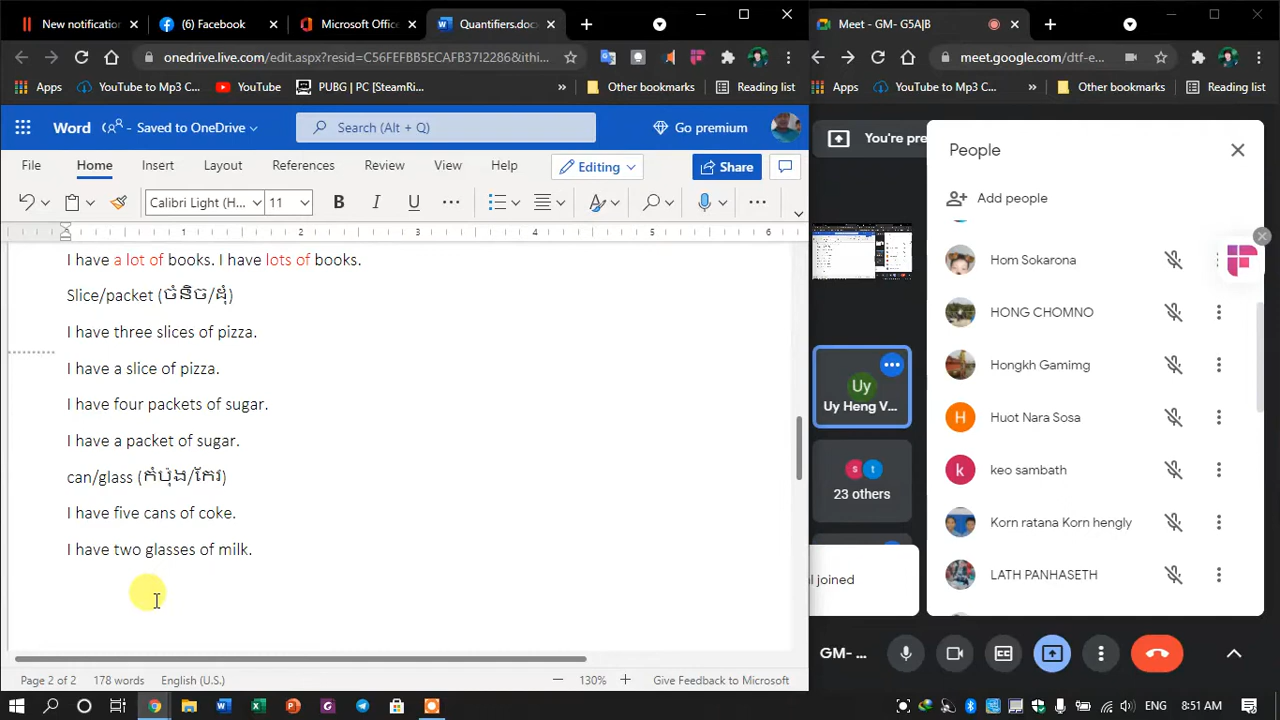 New notification
(6) Facebook
Microsoft Office
Quantifiers.docx
Meet - GM- G5A|B
onedrive.live.com/edit.aspx?resid=C56FEFBB5ECAFB37!2286&ithi...
meet.google.com/dtf-e...
Apps
YouTube to Mp3 C...
YouTube
PUBG | PC [SteamRi...
»
Other bookmarks
Reading list
Apps
YouTube to Mp3 C...
»
Other bookmarks
Reading list
Word
- Saved to OneDrive
Search (Alt + Q)
Go premium
File
Home
Insert
Layout
References
Review
View
Help
Editing
Share
Calibri Light (H...
11
B
I
U
1
2
3
4
5
6
I have a lot of books. I have lots of books.
Slice/packet (ចំនិច/ដុំ)
I have three slices of pizza.
I have a slice of pizza.
I have four packets of sugar.
I have a packet of sugar.
can/glass (កំប៉ុង/កែវ)
I have five cans of coke.
I have two glasses of milk.
Page 2 of 2
178 words
English (U.S.)
130%
Give Feedback to Microsoft
You're pre
Uy
Uy Heng V...
s
t
23 others
l joined
GM- ...
People
Add people
Hom Sokarona
HONG CHOMNO
Hongkh Gamimg
H
Huot Nara Sosa
k
keo sambath
Korn ratana Korn hengly
LATH PANHASETH
ENG
8:51 AM